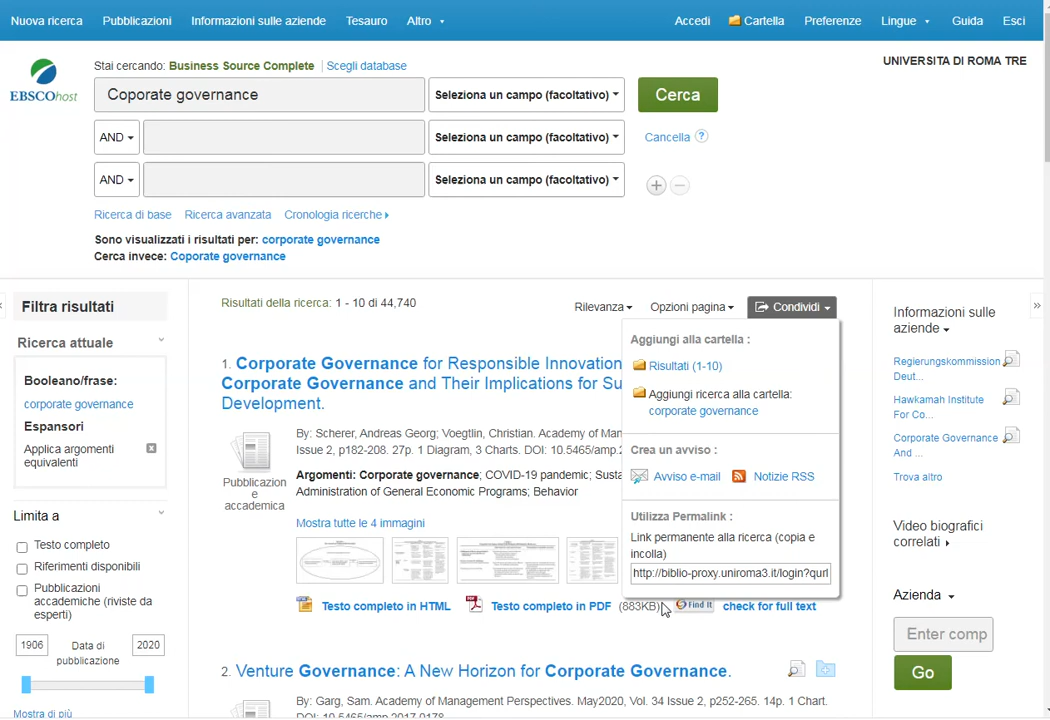 Nuova ricerca Pubblicazioni Informazioni sulle aziende Tesauro Altro Accedi Cartella Preferenze Lingue Guida Esci
Stai cercando: Business Source Complete | Scegli database
UNIVERSITA DI ROMA TRE
EBSCOhost
Coporate governance Seleziona un campo (facoltativo) Cerca
AND Seleziona un campo (facoltativo) Cancella ?
AND Seleziona un campo (facoltativo)
Ricerca di base Ricerca avanzata Cronologia ricerche
Sono visualizzati i risultati per: corporate governance
Cerca invece: Coporate governance
Filtra risultati
Ricerca attuale
Booleano/frase:
corporate governance
Espansori
Applica argomenti
equivalenti
Limita a
Testo completo
Riferimenti disponibili
Pubblicazioni
accademiche (riviste da
esperti)
1906 Data di
pubblicazione 2020
Mostra di più
Risultati della ricerca: 1 - 10 di 44,740
Rilevanza Opzioni pagina Condividi
1. Corporate Governance for Responsible Innovation
Corporate Governance and Their Implications for Su
Development.
By: Scherer, Andreas Georg; Voegtlin, Christian. Academy of Man
Issue 2, p182-208. 27p. 1 Diagram, 3 Charts. DOI: 10.5465/amp.2
Pubblicazion
e
accademica
Argomenti: Corporate governance; COVID-19 pandemic; Susta
Administration of General Economic Programs; Behavior
Mostra tutte le 4 immagini
Testo completo in HTML Testo completo in PDF (883KB) Find It check for full text
2. Venture Governance: A New Horizon for Corporate Governance.
By: Garg, Sam. Academy of Management Perspectives. May2020, Vol. 34 Issue 2, p252-265. 14p. 1 Chart.
DOI: 10.5465/amp.2017.0178
Aggiungi alla cartella :
Risultati (1-10)
Aggiungi ricerca alla cartella:
corporate governance
Crea un avviso :
Avviso e-mail Notizie RSS
Utilizza Permalink :
Link permanente alla ricerca (copia e
incolla)
http://biblio-proxy.uniroma3.it/login?qurl
Informazioni sulle
aziende
Regierungskommission
Deut...
Hawkamah Institute
For Co...
Corporate Governance
And ...
Trova altro
Video biografici
correlati
Azienda
Enter comp
Go